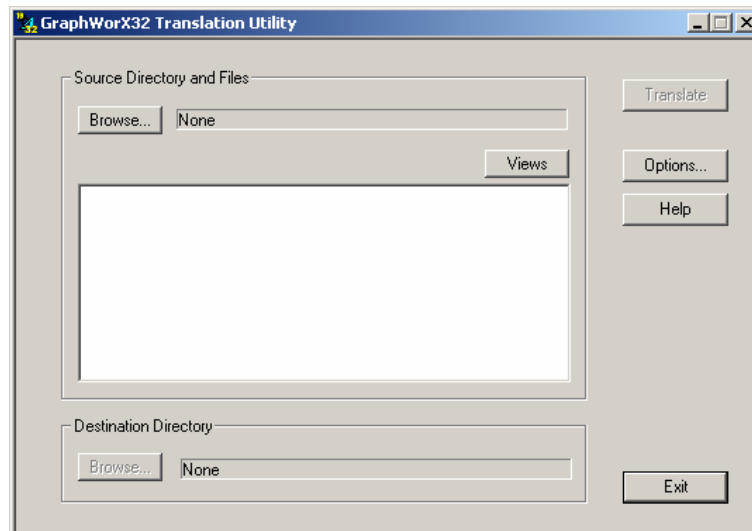 GraphWorX32 Translation Utility
Source Directory and Files
Browse... None
Translate
Views
Options...
Help
Destination Directory
Browse... None
Exit